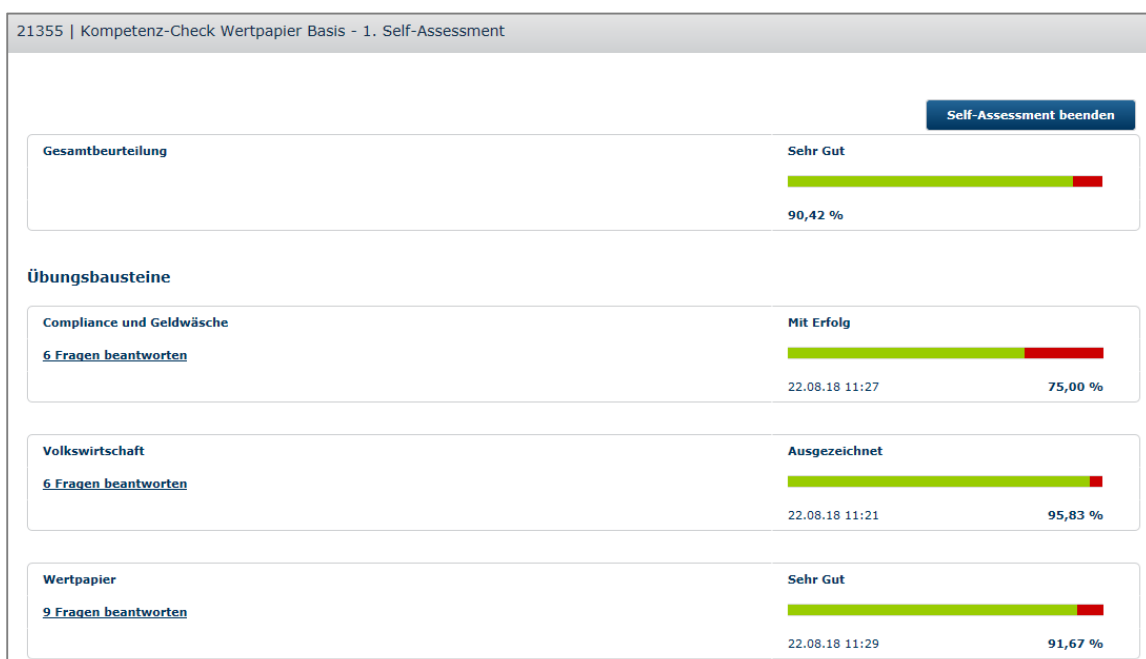 21355 | Kompetenz-Check Wertpapier Basis - 1. Self-Assessment
Self-Assessment beenden
Gesamtbeurteilung
Sehr Gut
90,42 %
Übungsbausteine
Compliance und Geldwäsche
Mit Erfolg
6 Fragen beantworten
22.08.18 11:27 75,00 %
Volkswirtschaft
Ausgezeichnet
6 Fragen beantworten
22.08.18 11:21 95,83 %
Wertpapier
Sehr Gut
9 Fragen beantworten
22.08.18 11:29 91,67 %